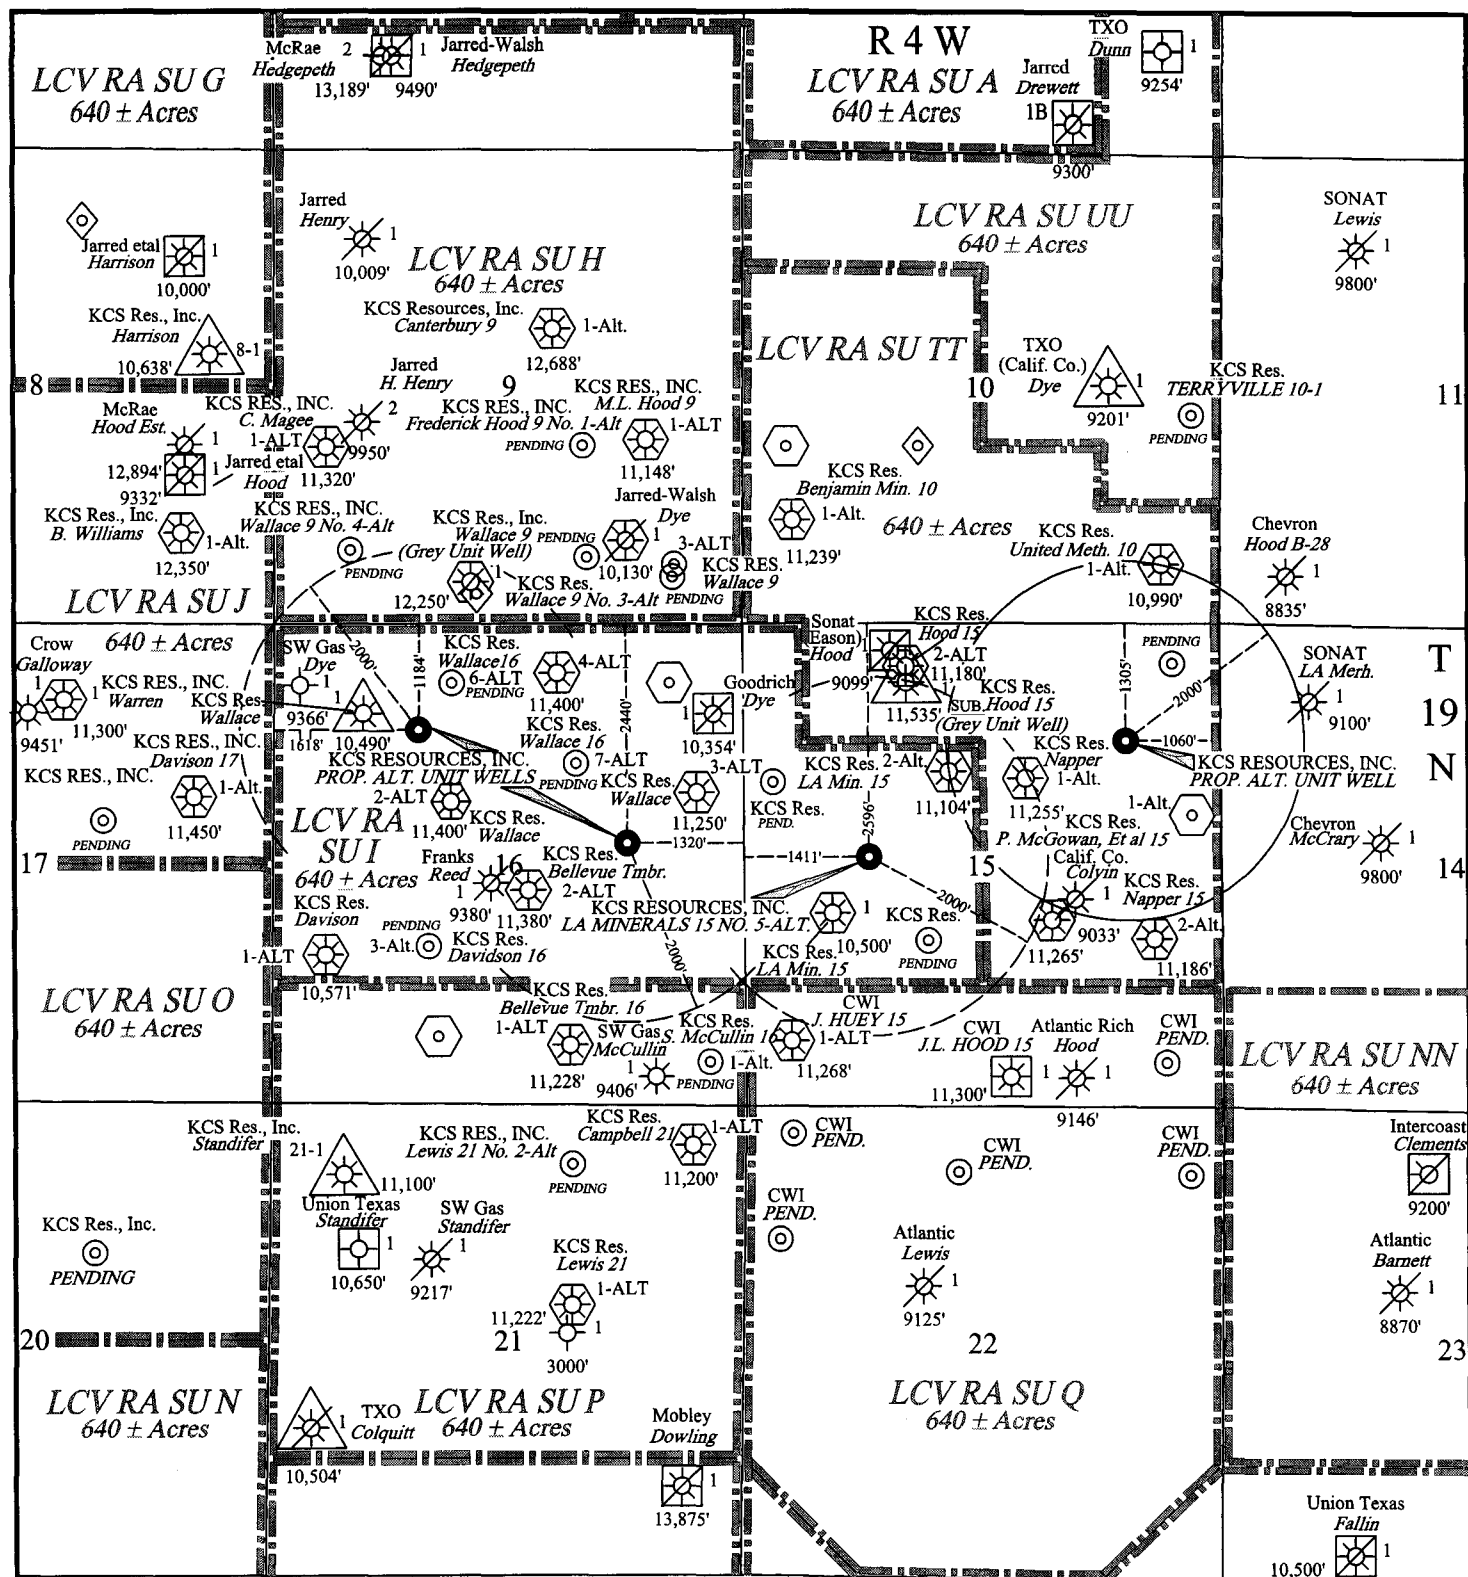 R 4 W
LCV RA SU G
640 ± Acres
McRae
Hedgepeth
2
1
Jarred-Walsh
Hedgepeth
13,189'
9490'
LCV RA SU A
640 ± Acres
TXO
Dunn
1
9254'
Jarred
Drewett
1B
9300'
Jarred etal
Harrison
1
10,000'
KCS Res., Inc.
Harrison
8-1
10,638'
8
Jarred
Henry
1
10,009'
LCV RA SU H
640 ± Acres
KCS Resources, Inc.
Canterbury 9
1-Alt.
12,688'
LCV RA SU UU
640 ± Acres
SONAT
Lewis
1
9800'
LCV RA SU TT
TXO
(Calif. Co.)
Dye
1
9201'
KCS Res.
TERRYVILLE 10-1
PENDING
10
11
McRae
Hood Est.
1
12,894'
Jarred etal
Hood
1
9332'
KCS RES., INC.
C. Magee
1-ALT
11,320'
Jarred
H. Henry
2
9950'
9
KCS RES., INC.
Frederick Hood 9 No. 1-Alt
PENDING
KCS RES., INC.
M.L. Hood 9
1-ALT
11,148'
KCS Res., Inc.
B. Williams
1-Alt.
12,350'
KCS RES., INC.
Wallace 9 No. 4-Alt
PENDING
KCS Res., Inc.
Wallace 9
(Grey Unit Well)
1
12,250'
KCS Res.
Wallace 9 No. 3-Alt
PENDING
Jarred-Walsh
Dye
1
10,130'
3-ALT
KCS RES.
Wallace 9
PENDING
KCS Res.
Benjamin Min. 10
1-Alt.
11,239'
640 ± Acres
KCS Res.
United Meth. 10
1-Alt.
10,990'
Chevron
Hood B-28
1
8835'
LCV RA SU J
640 ± Acres
Crow
Galloway
1
9451'
KCS RES., INC.
Warren
1
11,300'
KCS Res
Wallace
1
10,490'
SW Gas
Dye
1
9366'
2000'
1184'
1618'
KCS Res.
Wallace16
6-ALT
PENDING
4-ALT
11,400'
2440'
Goodrich
Dye
1
10,354'
Sonat
(Eason)
Hood
1
9099'
KCS Res.
Hood 15
2-ALT
11,180'
11,535'
SUB.
KCS Res.
Hood 15
(Grey Unit Well)
1305'
PENDING
2000'
1060'
SONAT
LA Merh.
1
9100'
T
19
N
KCS RES., INC.
Davison 17
1-Alt.
11,450'
KCS RES., INC.
PENDING
17
KCS RESOURCES, INC.
PROP. ALT. UNIT WELLS
KCS Res.
Wallace 16
7-ALT
PENDING
2-ALT
11,400'
KCS Res.
Wallace
KCS Res.
Wallace
3-ALT
11,250'
KCS Res.
PEND.
KCS Res.
LA Min. 15
2-Alt.
11,104'
KCS Res.
Napper
1-Alt.
11,255'
KCS RESOURCES, INC.
PROP. ALT. UNIT WELL
1-Alt.
KCS Res.
P. McGowan, Et al 15
Chevron
McCrary
1
9800'
14
LCV RA
SU I
640 ± Acres
1320'
2596'
1411'
Franks
Reed
1
9380'
16
KCS Res.
Bellevue Tmbr.
2-ALT
11,380'
KCS RESOURCES, INC.
LA MINERALS 15 NO. 5-ALT.
2000'
15
2000'
Calif. Co.
Colvin
1
9033'
11,265'
KCS Res.
Napper 15
2-Alt.
11,186'
KCS Res.
Davison
1-ALT
10,571'
PENDING
3-Alt.
KCS Res.
Davidson 16
1
10,500'
KCS Res.
LA Min. 15
KCS Res.
PENDING
LCV RA SU O
640 ± Acres
KCS Res.
Bellevue Tmbr. 16
1-ALT
11,228'
SW Gas
McCullin
1
9406'
KCS Res.
S. McCullin 16
1-Alt.
PENDING
CWI
J. HUEY 15
1-ALT
11,268'
CWI
J.L. HOOD 15
1
11,300'
Atlantic Rich
Hood
1
9146'
CWI
PEND.
LCV RA SU NN
640 ± Acres
KCS Res., Inc.
Standifer
21-1
11,100'
KCS RES., INC.
Lewis 21 No. 2-Alt
PENDING
KCS Res.
Campbell 21
1-ALT
11,200'
CWI
PEND.
CWI
PEND.
CWI
PEND.
CWI
PEND.
Intercoast
Clements
1
9200'
Union Texas
Standifer
1
10,650'
SW Gas
Standifer
1
9217'
KCS Res., Inc.
PENDING
KCS Res.
Lewis 21
1-ALT
11,222'
1
3000'
Atlantic
Lewis
1
9125'
Atlantic
Barnett
1
8870'
20
21
22
23
LCV RA SU N
640 ± Acres
TXO
Colquitt
1
10,504'
LCV RA SU P
640 ± Acres
Mobley
Dowling
1
13,875'
LCV RA SU Q
640 ± Acres
Union Texas
Fallin
1
10,500'